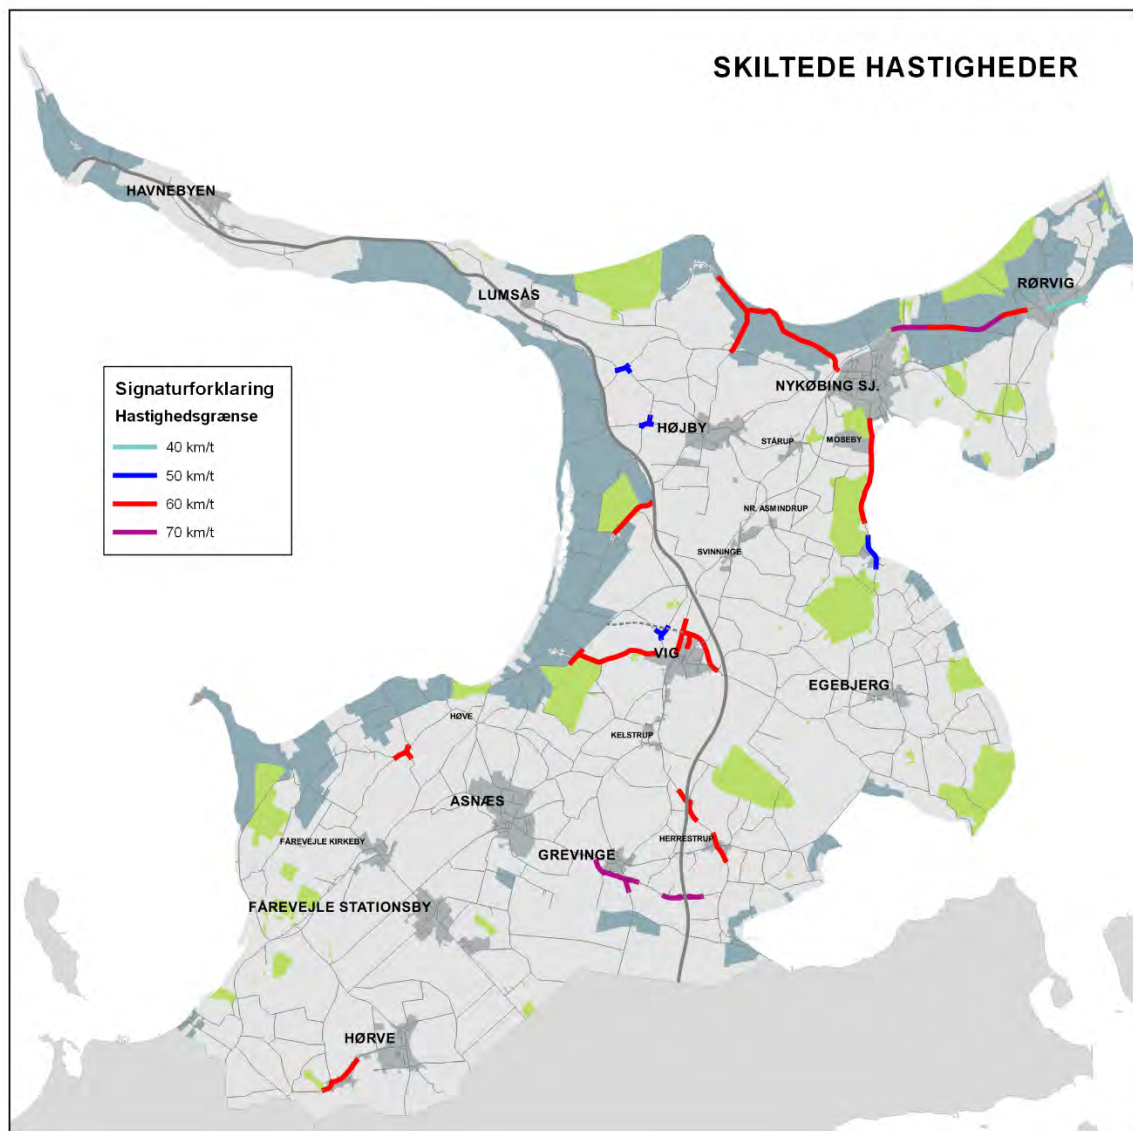 SKILTEDE HASTIGHEDER
HAVNEBYEN
RØRVIG
LUMSÅS
NYKØBING SJ.
Signaturforklaring
Hastighedsgrænse
40 km/t
50 km/t
60 km/t
70 km/t
HØJBY
STÅRUP
MOSEBY
NR. ASMINDRUP
SVINNINGE
VIG
EGEBJERG
HØVE
KELSTRUP
ASNÆS
FÅREVEJLE KIRKEBY
HERRESTRUP
GREVINGE
FÅREVEJLE STATIONSBY
HØRVE